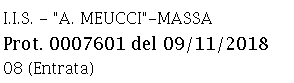 I.I.S. - "A. MEUCCI"-MASSA
Prot. 0007601 del 09/11/2018
08 (Entrata)